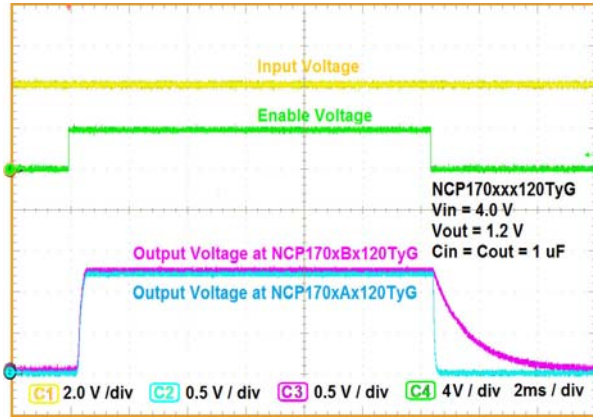 Input Voltage
Enable Voltage
NCP170xxx120TyG
Vin = 4.0 V
Vout = 1.2 V
Cin = Cout = 1 uF
Output Voltage at NCP170xBx120TyG
Output Voltage at NCP170xAx120TyG
C1 2.0 V /div C2 0.5 V / div C3 0.5 V / div C4 4V / div 2ms / div